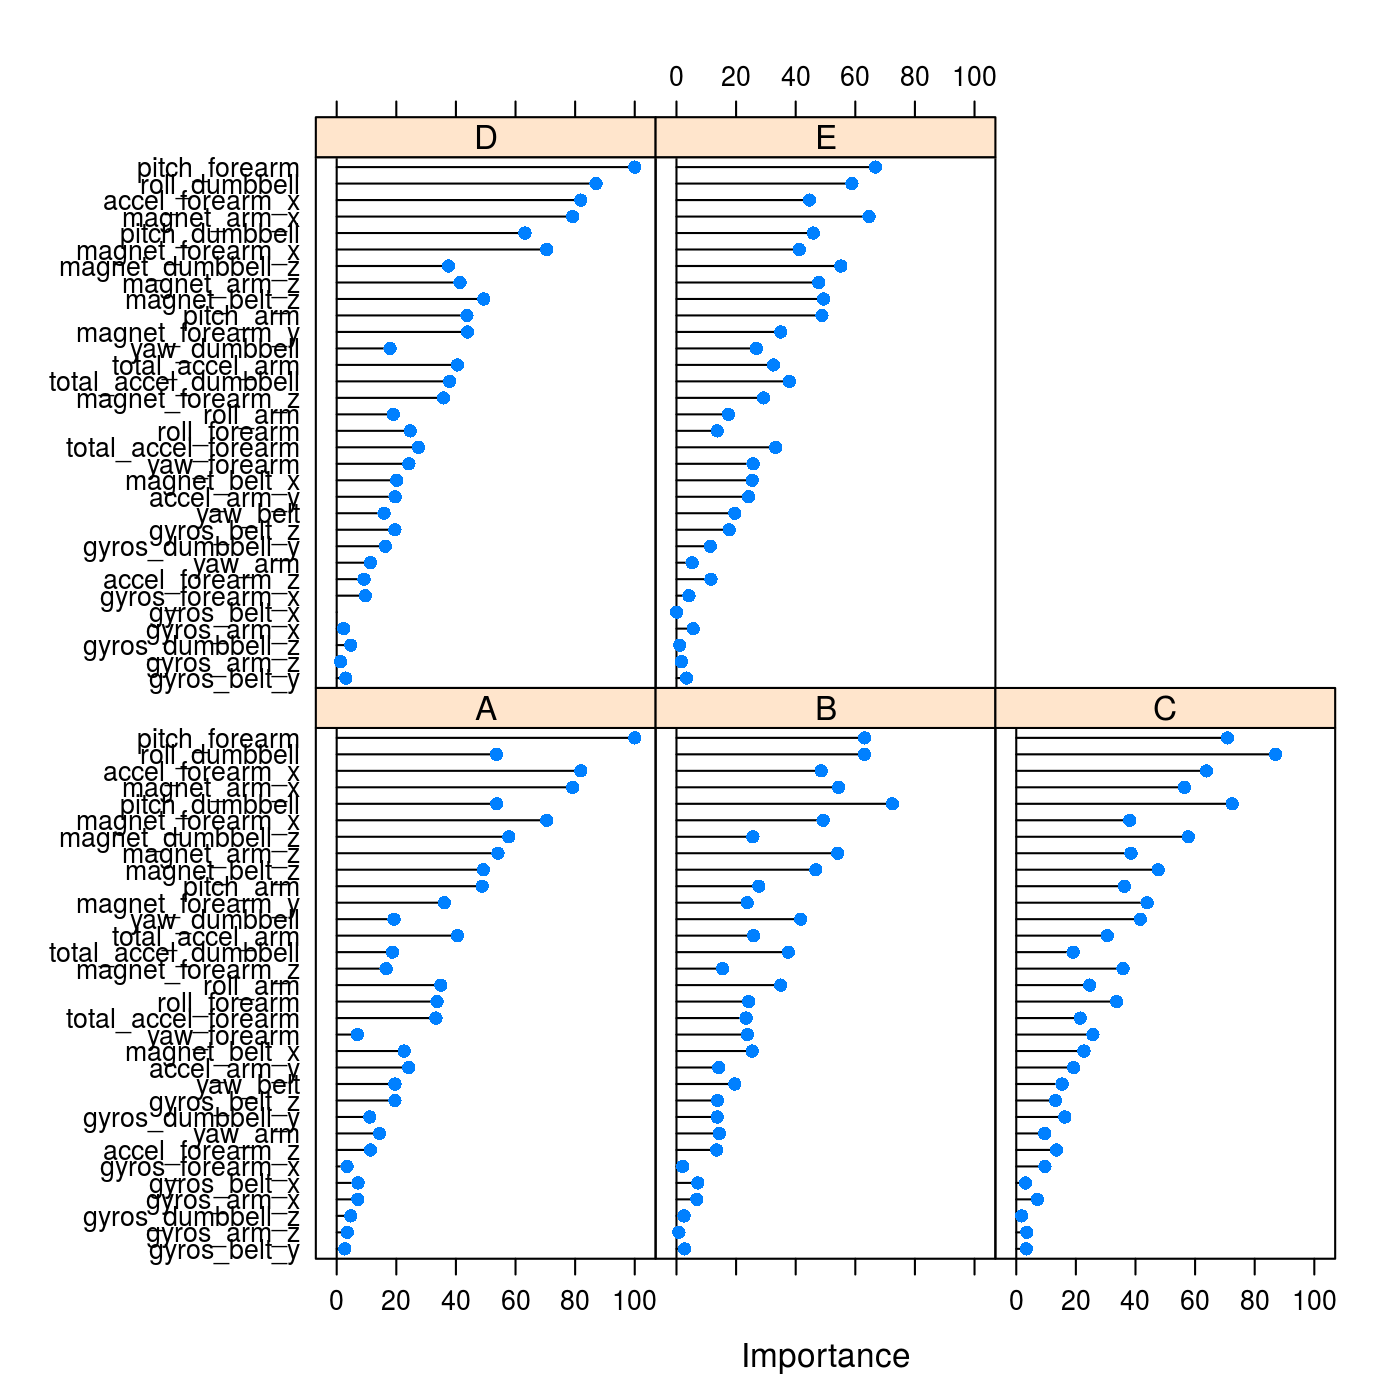 0 20 40 60 80 100
D E
pitch_forearm
roll_dumbbell
accel_forearm_x
magnet_arm_x
pitch_dumbbell
magnet_forearm_x
magnet_dumbbell_z
magnet_arm_z
magnet_belt_z
pitch_arm
magnet_forearm_y
yaw_dumbbell
total_accel_arm
total_accel_dumbbell
magnet_forearm_z
roll_arm
roll_forearm
total_accel_forearm
yaw_forearm
magnet_belt_x
accel_arm_y
yaw_belt
gyros_belt_z
gyros_dumbbell_y
yaw_arm
accel_forearm_z
gyros_forearm_x
gyros_belt_x
gyros_arm_x
gyros_dumbbell_z
gyros_arm_z
gyros_belt_y
A B C
pitch_forearm
roll_dumbbell
accel_forearm_x
magnet_arm_x
pitch_dumbbell
magnet_forearm_x
magnet_dumbbell_z
magnet_arm_z
magnet_belt_z
pitch_arm
magnet_forearm_y
yaw_dumbbell
total_accel_arm
total_accel_dumbbell
magnet_forearm_z
roll_arm
roll_forearm
total_accel_forearm
yaw_forearm
magnet_belt_x
accel_arm_y
yaw_belt
gyros_belt_z
gyros_dumbbell_y
yaw_arm
accel_forearm_z
gyros_forearm_x
gyros_belt_x
gyros_arm_x
gyros_dumbbell_z
gyros_arm_z
gyros_belt_y
0 20 40 60 80 100 0 20 40 60 80 100
Importance